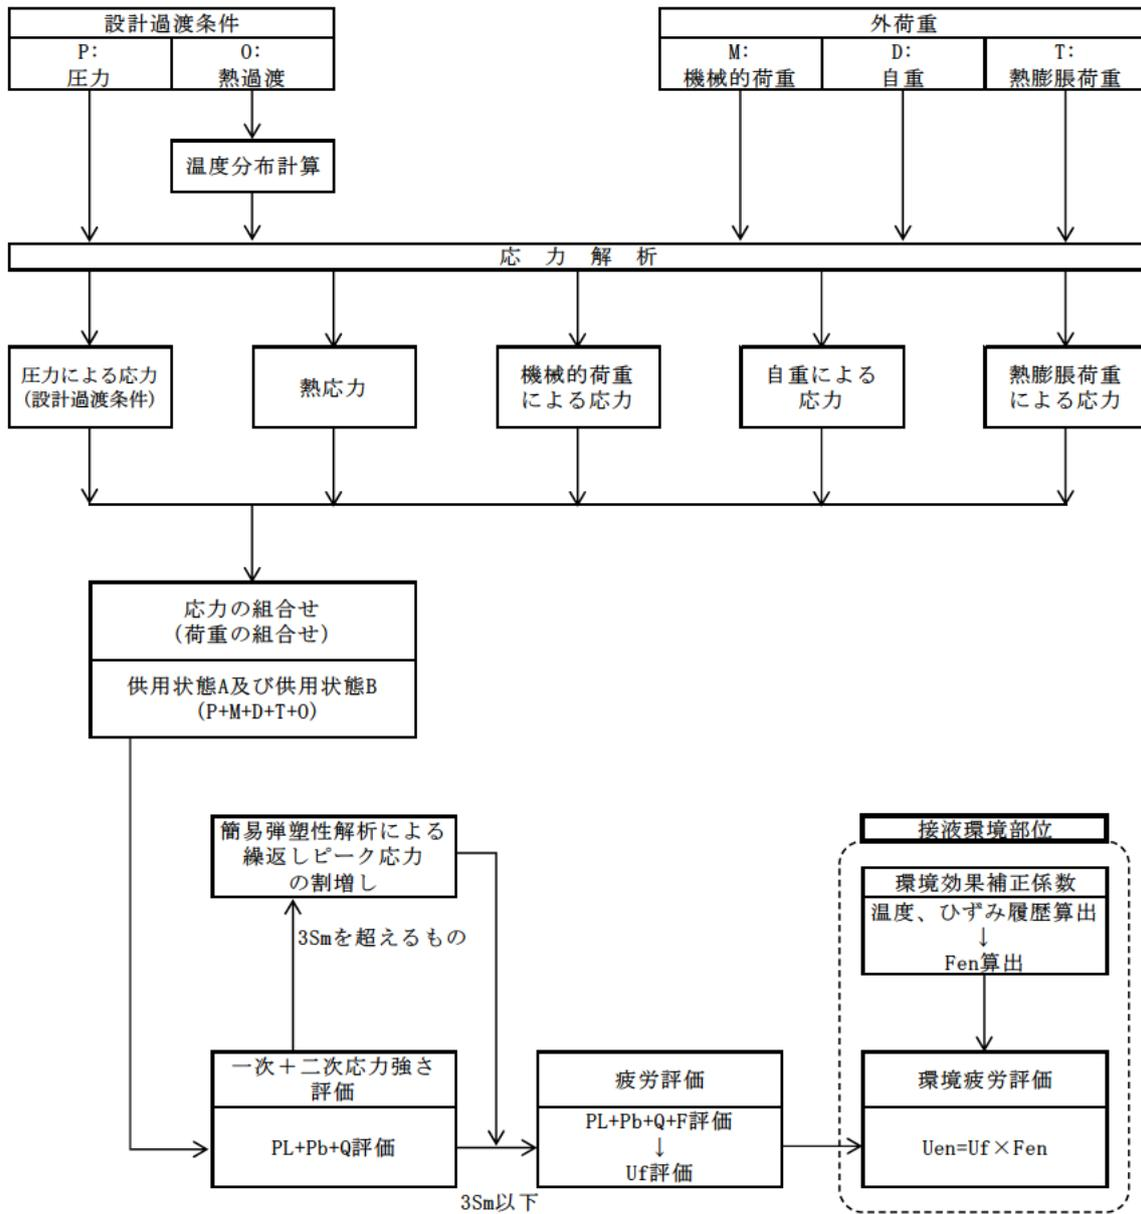 設計過渡条件
P:
圧力
O:
熱過渡
外荷重
M:
機械的荷重
D:
自重
T:
熱膨脹荷重
温度分布計算
応 力 解 析
圧力による応力
(設計過渡条件)
熱応力
機械的荷重
による応力
自重による
応力
熱膨脹荷重
による応力
応力の組合せ
(荷重の組合せ)
供用状態A及び供用状態B
(P+M+D+T+O)
簡易弾塑性解析による
繰返しピーク応力
の割増し
3Smを超えるもの
一次＋二次応力強さ
評価
PL+Pb+Q評価
3Sm以下
疲労評価
PL+Pb+Q+F評価
↓
Uf評価
接液環境部位
環境効果補正係数
温度、ひずみ履歴算出
↓
Fen算出
環境疲労評価
Uen=Uf×Fen